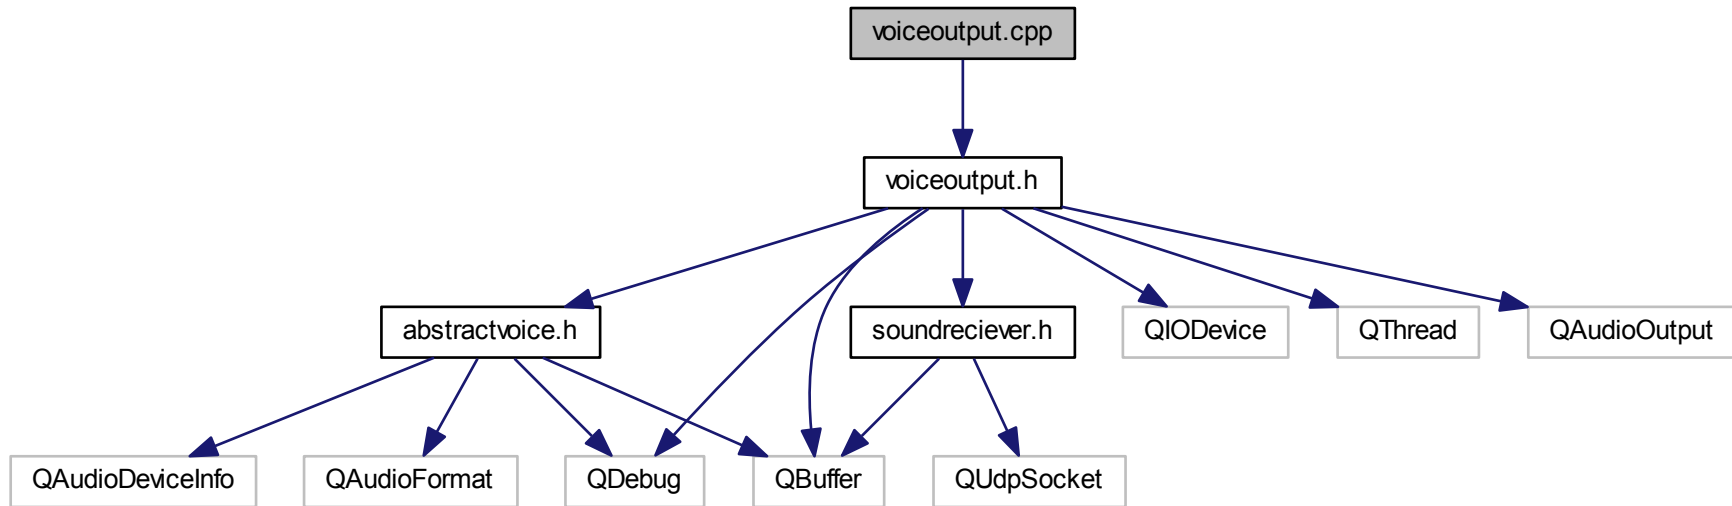 voiceoutput.cpp
voiceoutput.h
abstractvoice.h
soundreciever.h
QIODevice
QThread
QAudioOutput
QAudioDeviceInfo
QAudioFormat
QDebug
QBuffer
QUdpSocket